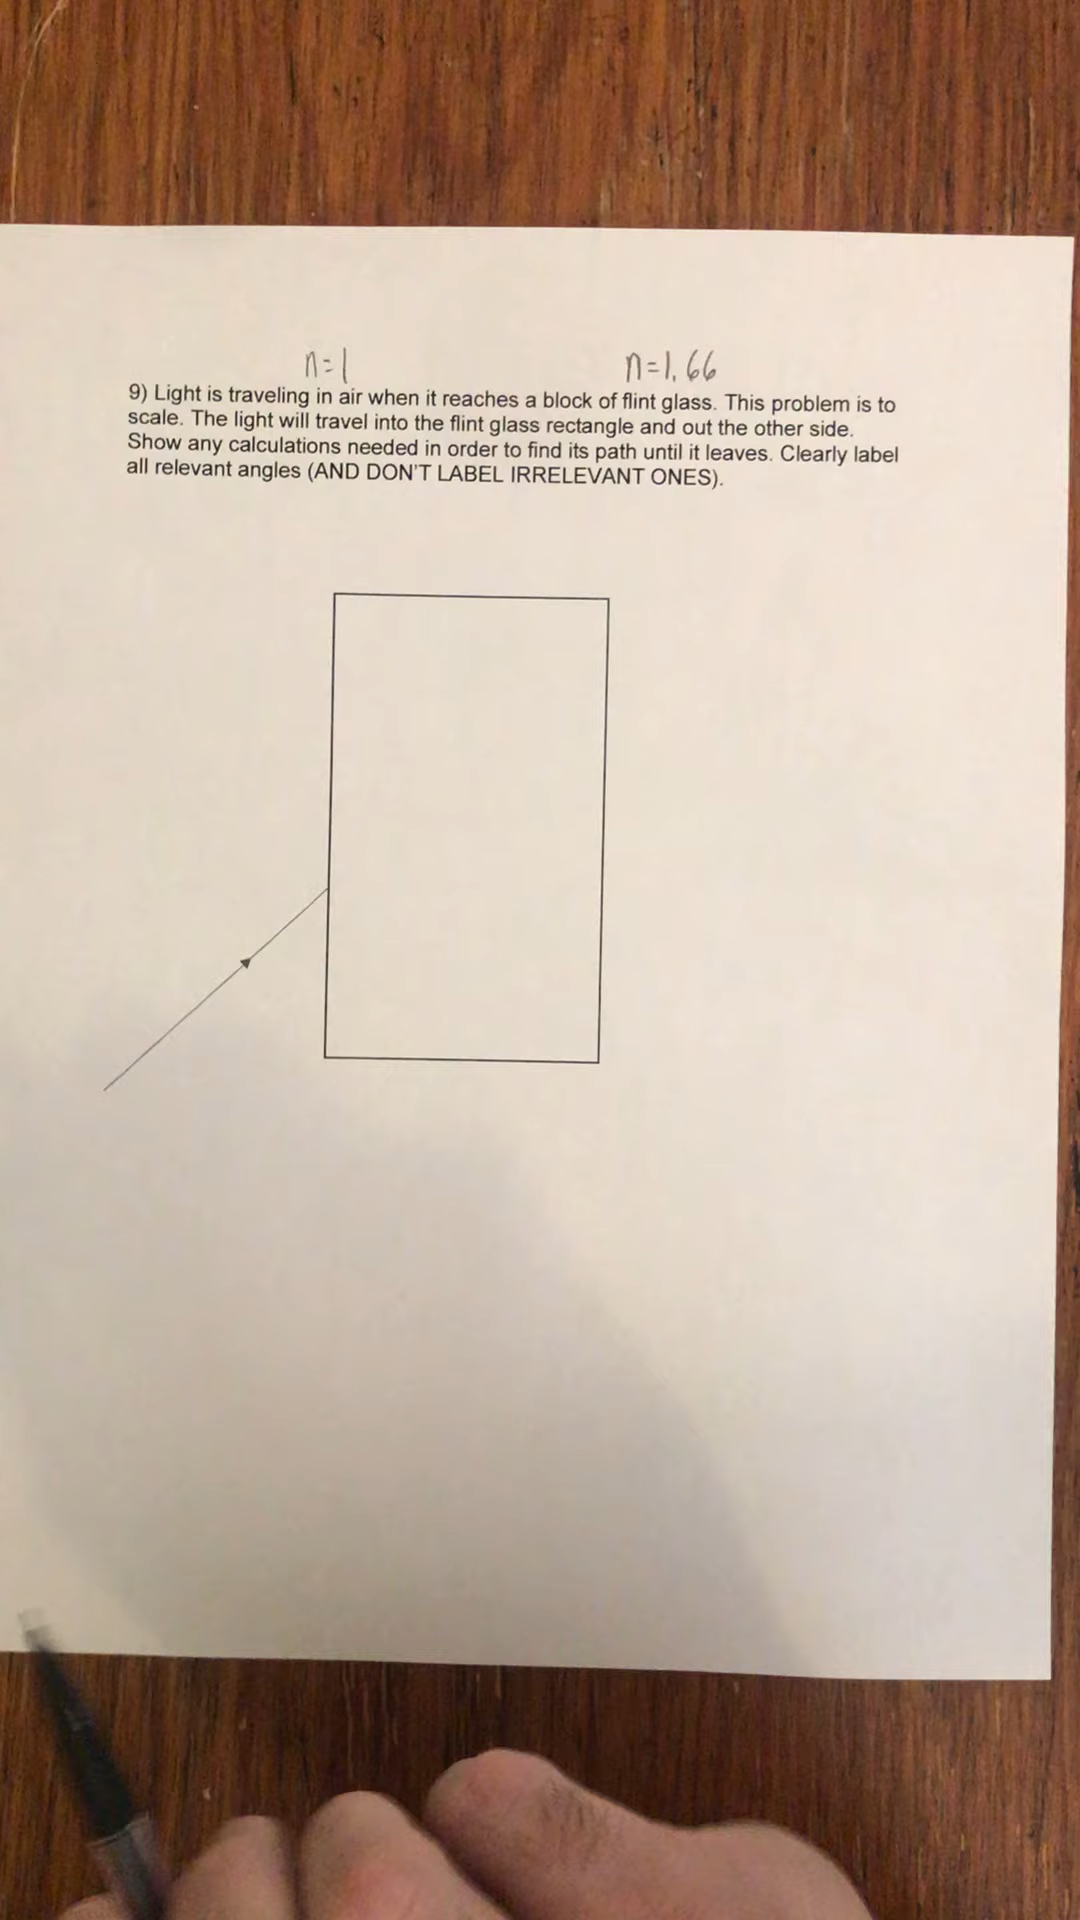 n=1 n=1.66
9) Light is traveling in air when it reaches a block of flint glass. This problem is to
scale. The light will travel into the flint glass rectangle and out the other side.
Show any calculations needed in order to find its path until it leaves. Clearly label
all relevant angles (AND DON'T LABEL IRRELEVANT ONES).